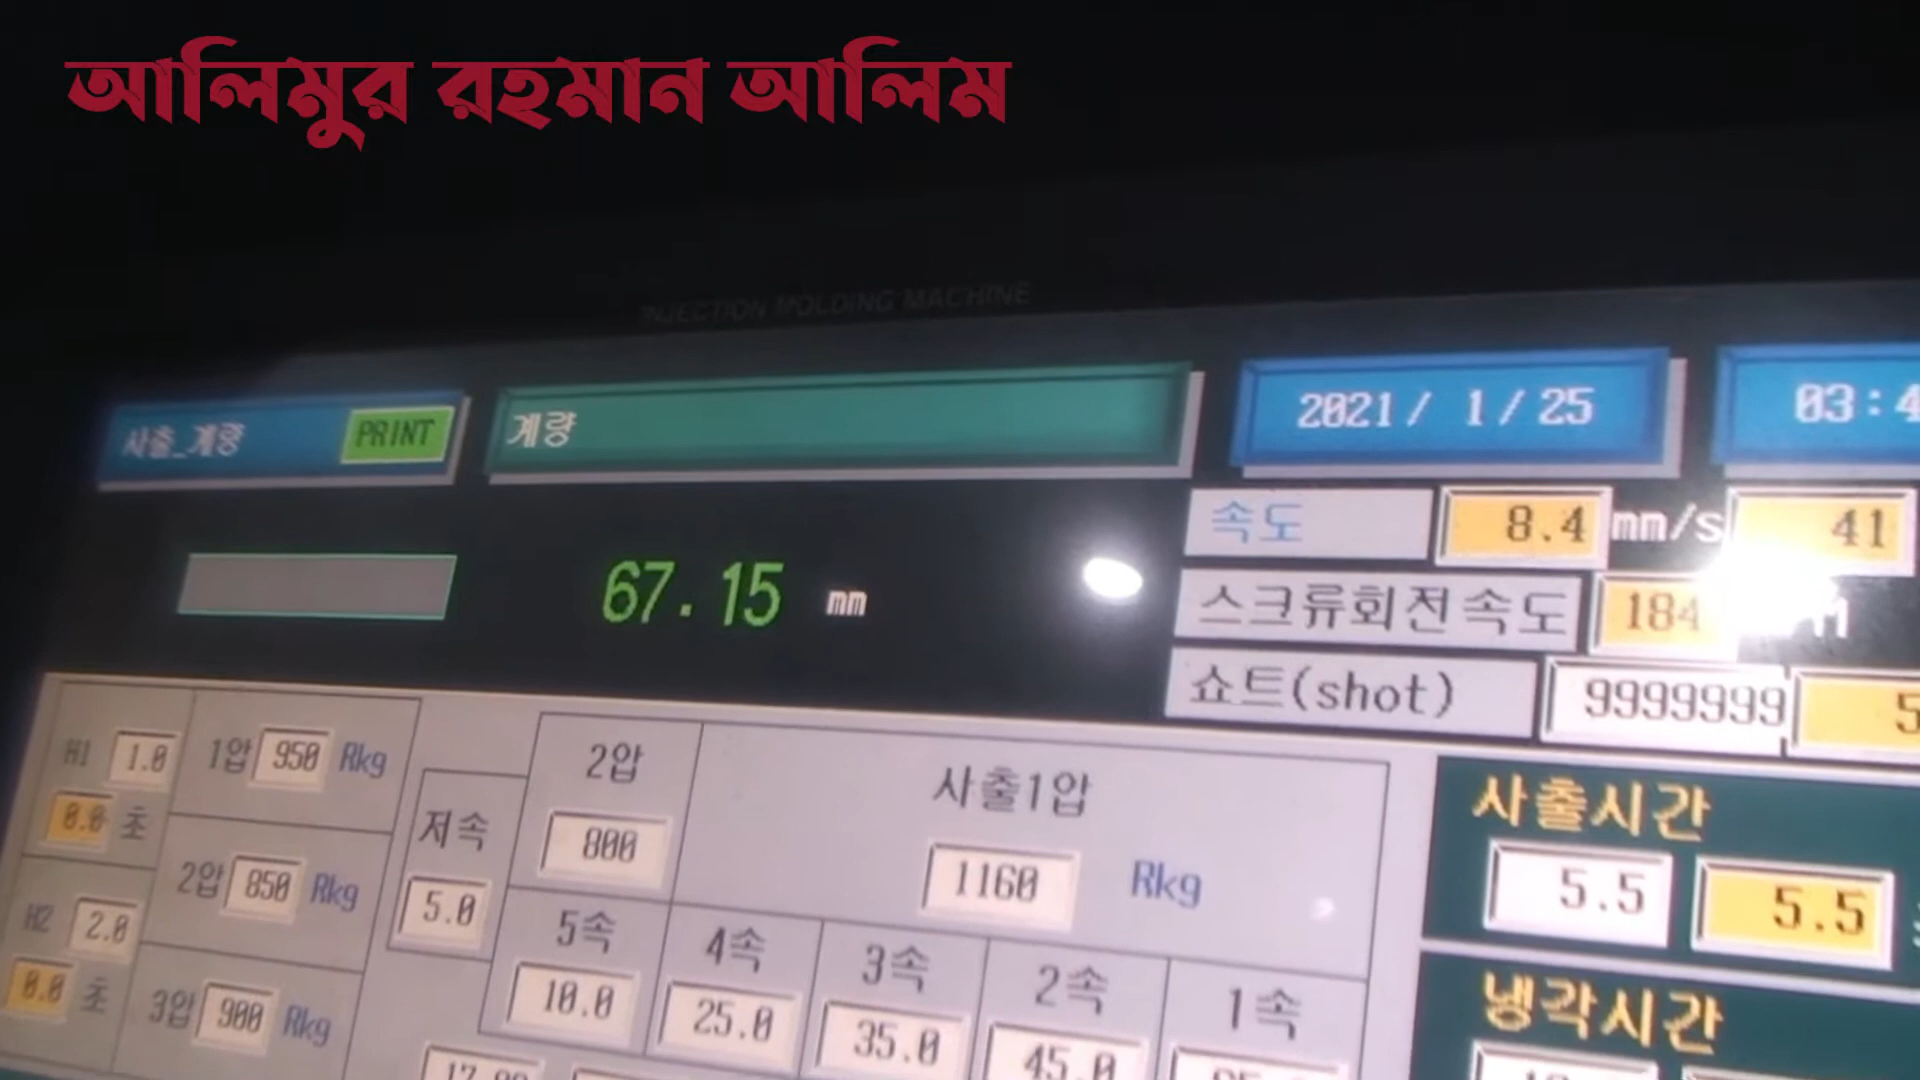 আলিমুর রহমান আলিম
INJECTION MOLDING MACHINE
사출_계량 PRINT 계량 2021/ 1/25 03:4
67.15 mm
속도 8.4 mm/s 41
스크류회전속도 184
쇼트(shot) 9999999 5
H1 1.0 1압 950 Rkg
0.0 초
2압 850 Rkg
H2 2.0
0.0 초
3압 900 Rkg
저속
5.0
2압 사출1압
800 1160 Rkg
5속 4속 3속 2속 1속
10.0 25.0 35.0 45.0
사출시간
5.5 5.5
냉각시간